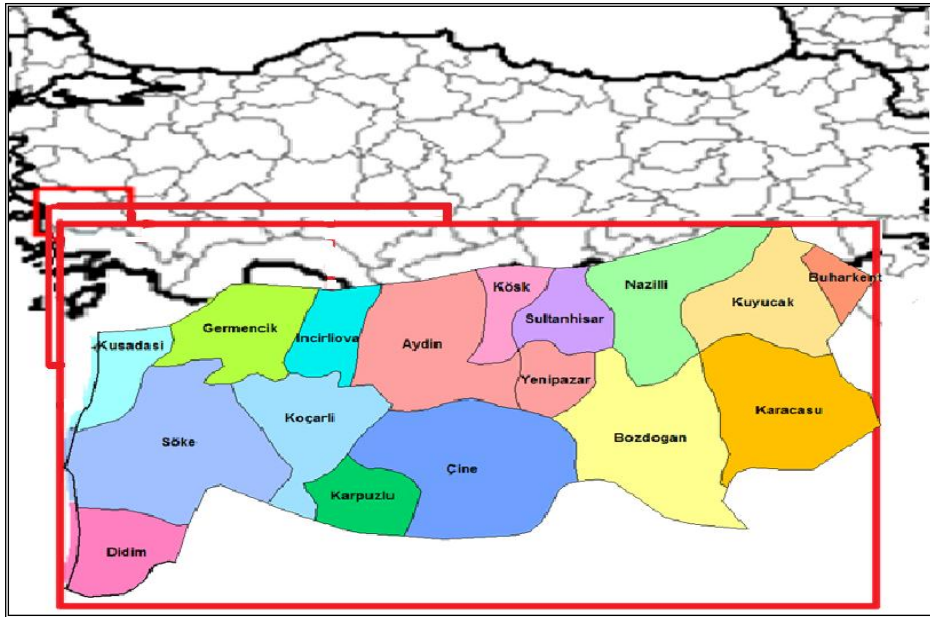 Buharkent
Kösk
Nazilli
Kuyucak
Sultanhisar
Germencik
Incirliova
Aydin
Kusadasi
Yenipazar
Karacasu
Koçarli
Söke
Bozdogan
Çine
Karpuzlu
Didim